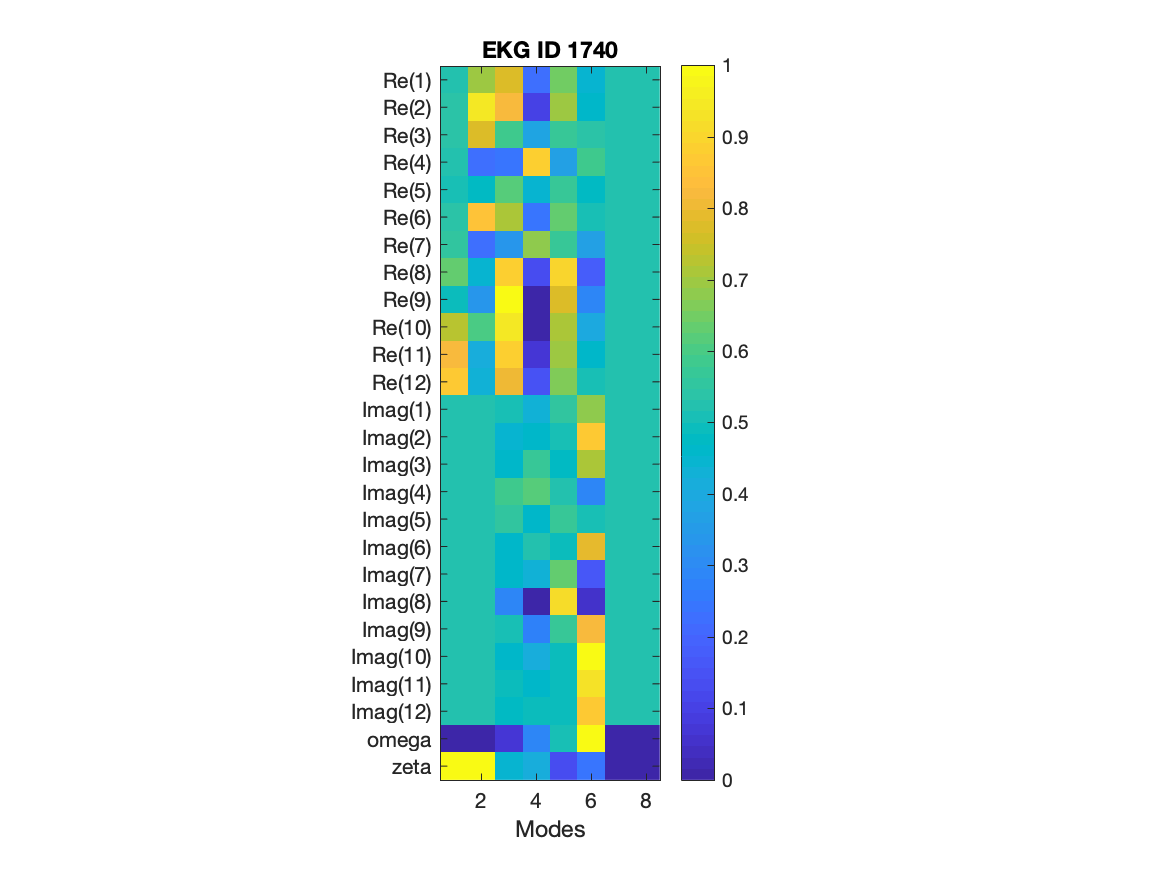 EKG ID 1740
Re(1)
Re(2)
Re(3)
Re(4)
Re(5)
Re(6)
Re(7)
Re(8)
Re(9)
Re(10)
Re(11)
Re(12)
Imag(1)
Imag(2)
Imag(3)
Imag(4)
Imag(5)
Imag(6)
Imag(7)
Imag(8)
Imag(9)
Imag(10)
Imag(11)
Imag(12)
omega
zeta
2 4 6 8
Modes
1
0.9
0.8
0.7
0.6
0.5
0.4
0.3
0.2
0.1
0